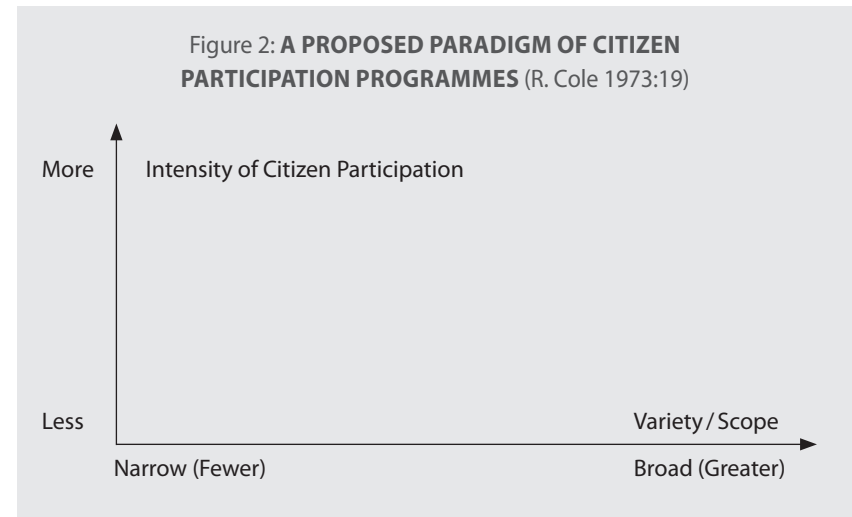 Figure 2: A PROPOSED PARADIGM OF CITIZEN
PARTICIPATION PROGRAMMES (R. Cole 1973:19)
More
Intensity of Citizen Participation
Less
Variety / Scope
Narrow (Fewer)
Broad (Greater)